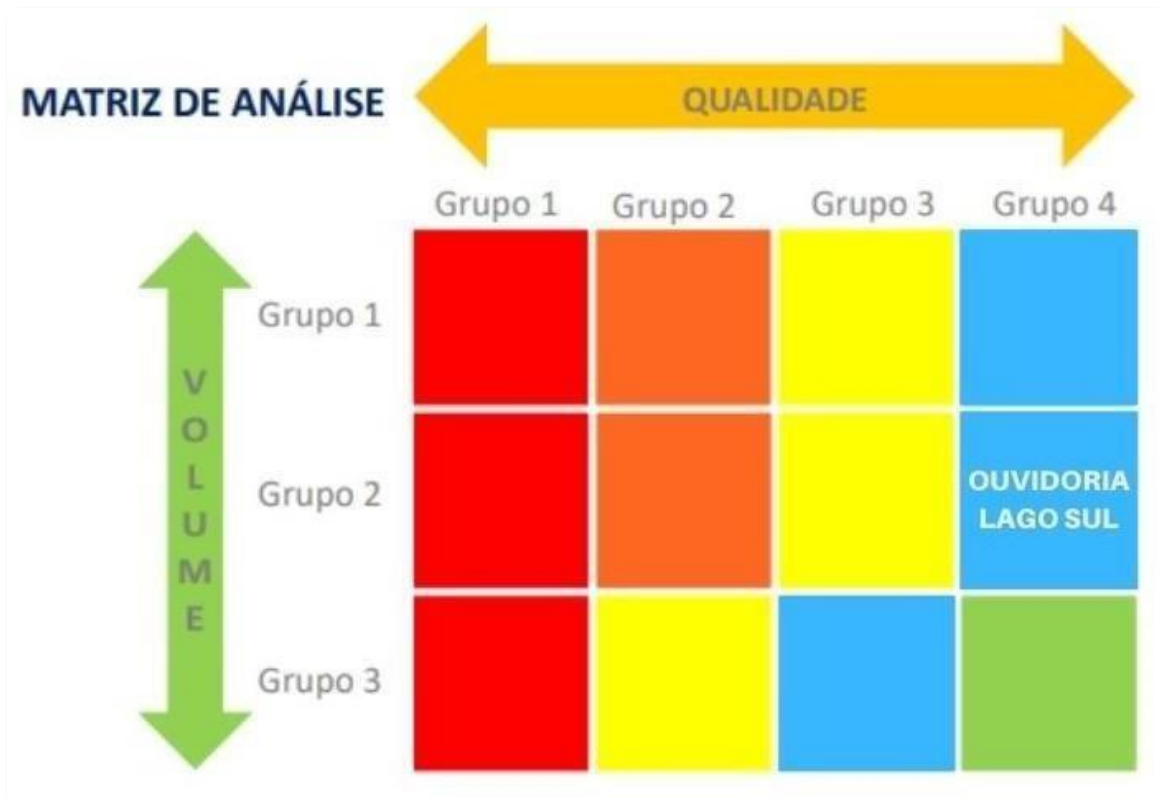 MATRIZ DE ANÁLISE
QUALIDADE
Grupo 1
Grupo 2
Grupo 3
Grupo 4
VOLUME
Grupo 1
Grupo 2
OUVIDORIA
LAGO SUL
Grupo 3